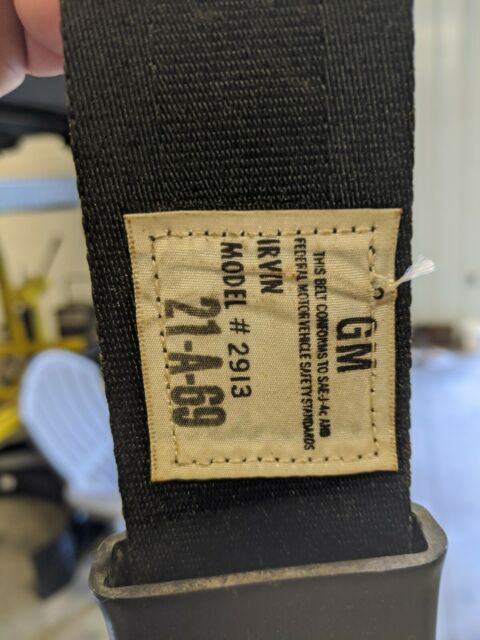 GM
THIS BELT CONFORMS TO SAE-J-4c AND
FEDERAL MOTOR VEHICLE SAFETY STANDARDS
IRVIN
MODEL # 2913
21-A-69